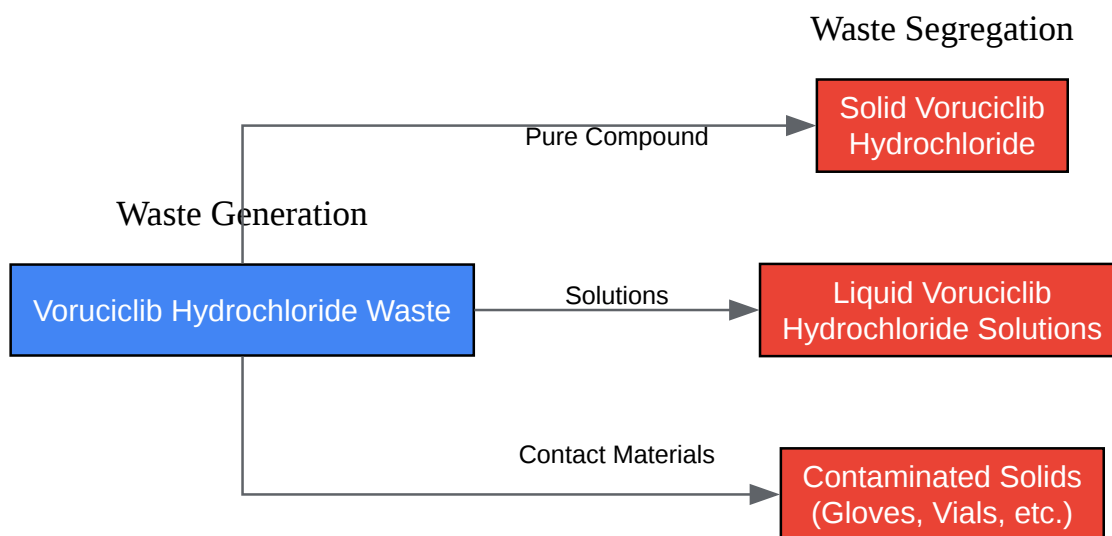 Waste Segregation
Solid Voruciclib
Hydrochloride
Pure Compound
Waste Generation
Voruciclib Hydrochloride Waste
Solutions
Liquid Voruciclib
Hydrochloride Solutions
Contact Materials
Contaminated Solids
(Gloves, Vials, etc.)